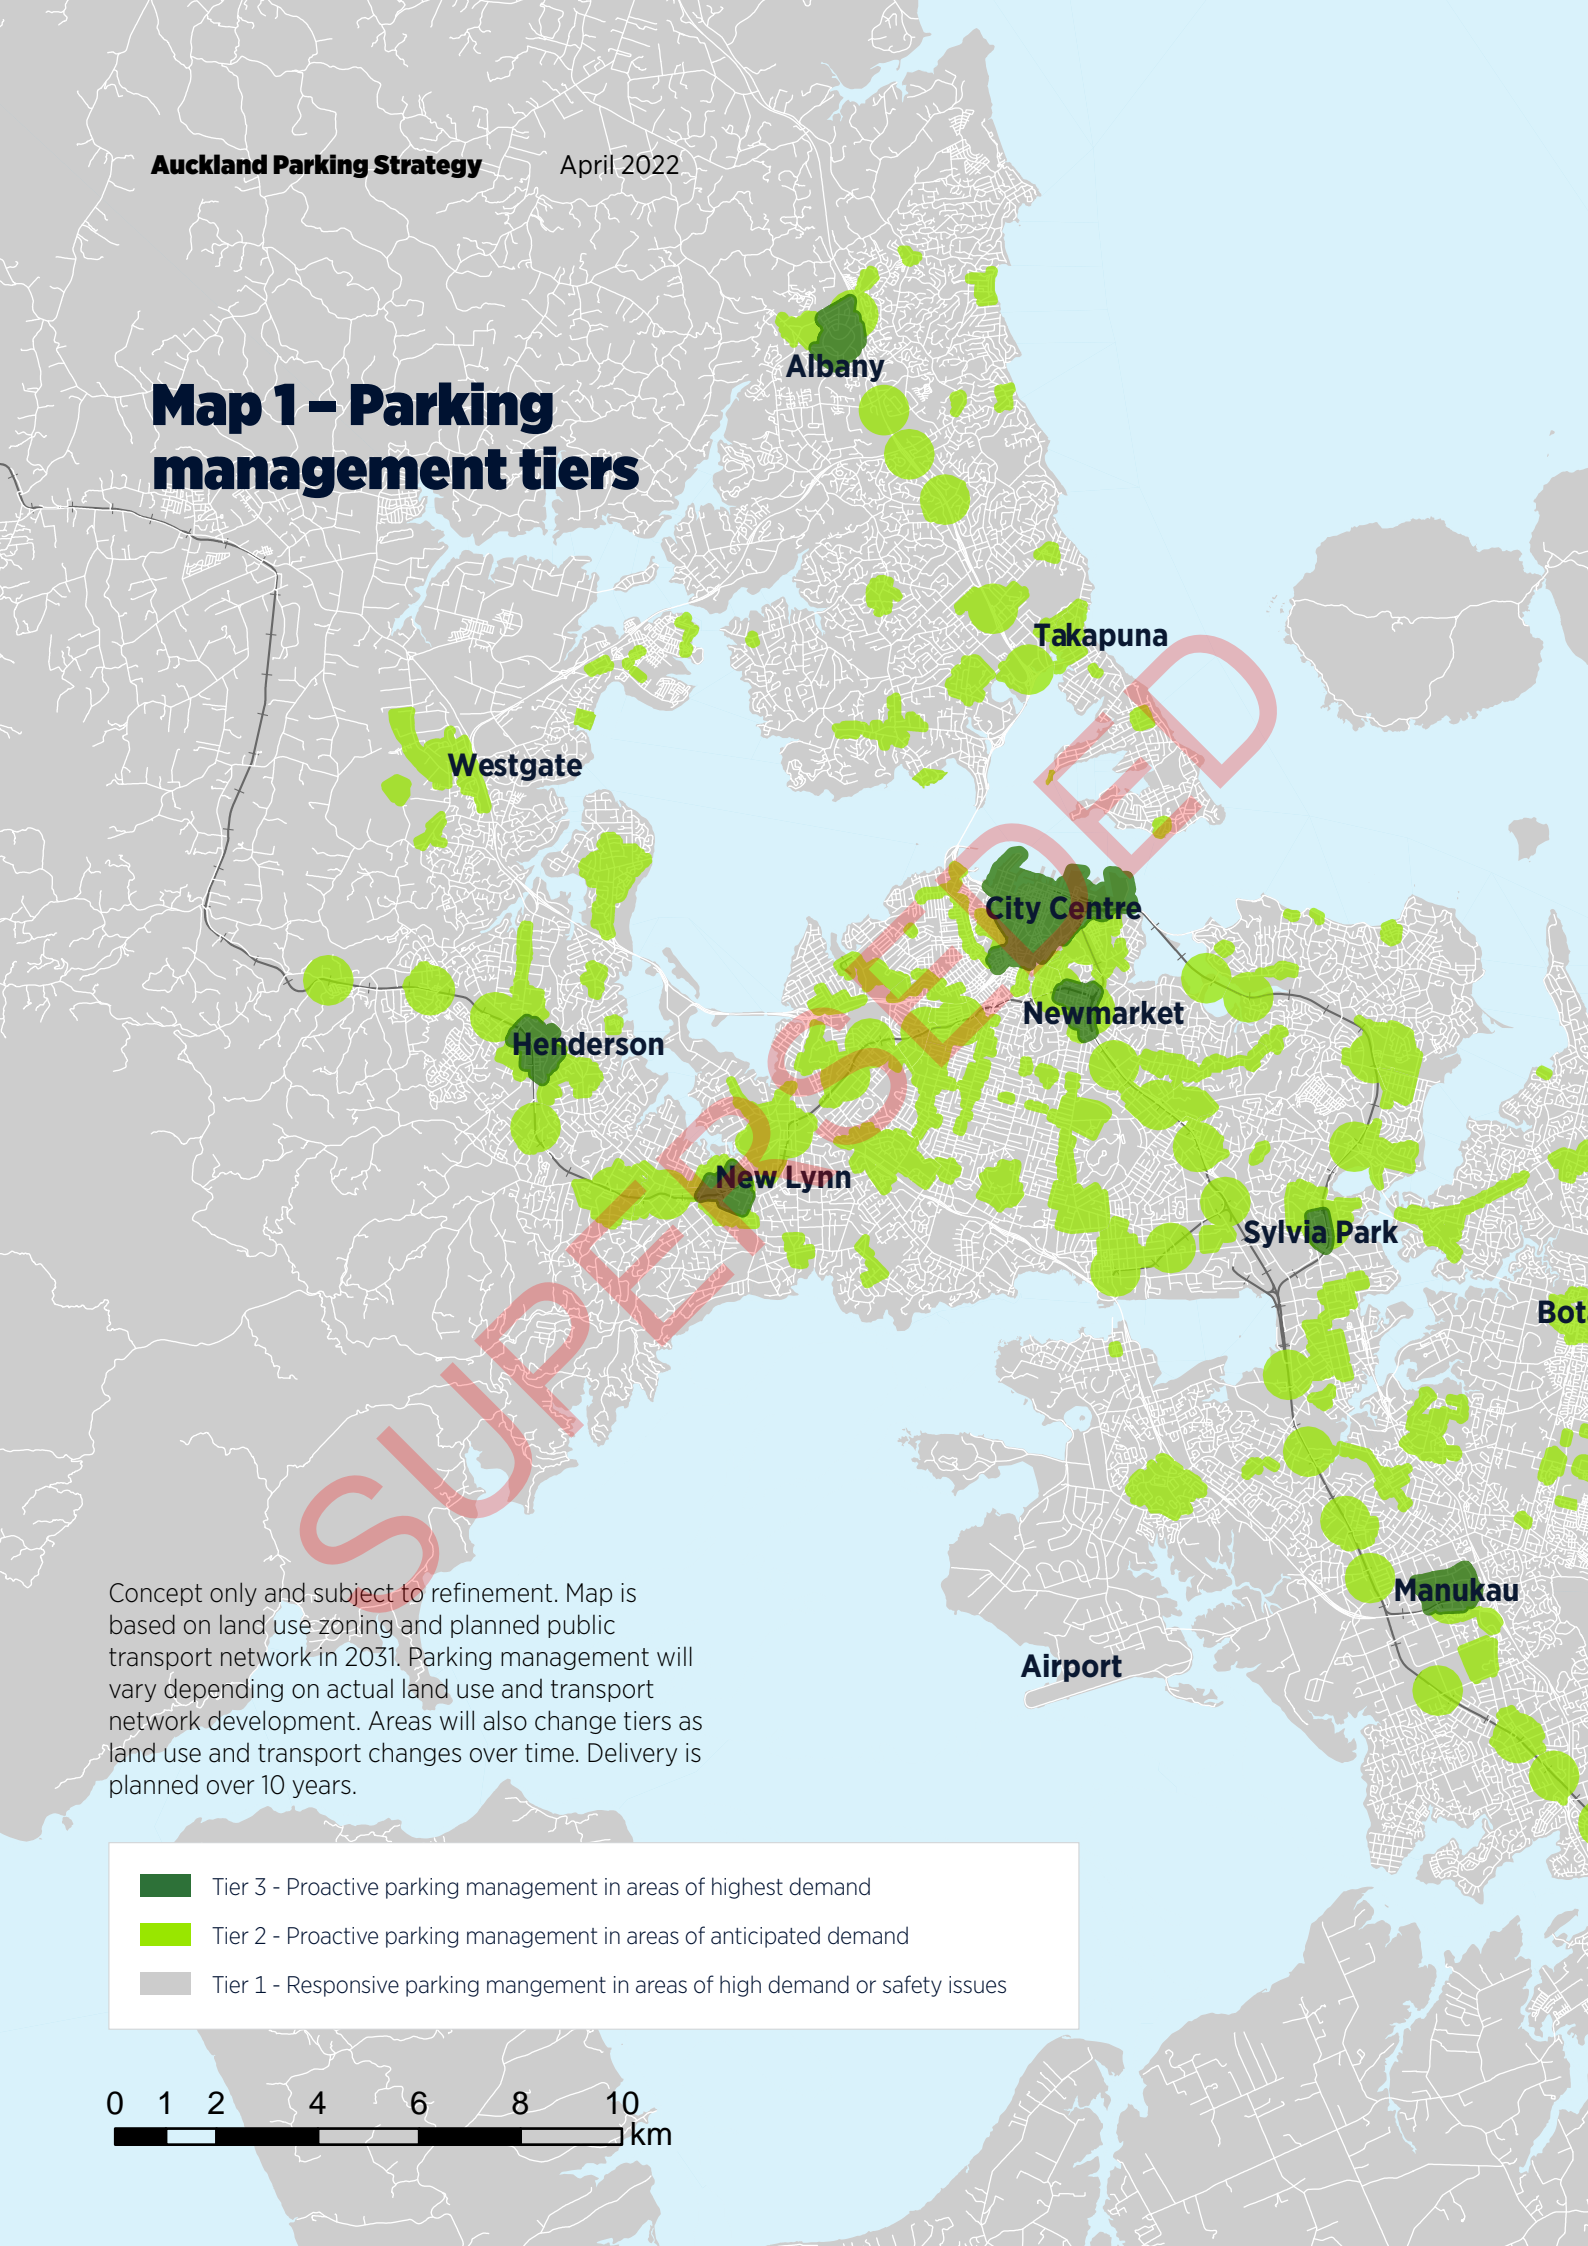 Auckland Parking Strategy April 2022
Map 1 – Parking
management tiers
Albany
Takapuna
Westgate
City Centre
Newmarket
Henderson
New Lynn
Sylvia Park
Bot
Manukau
Airport
SUPERSEDED
Concept only and subject to refinement. Map is
based on land use zoning and planned public
transport network in 2031. Parking management will
vary depending on actual land use and transport
network development. Areas will also change tiers as
land use and transport changes over time. Delivery is
planned over 10 years.
Tier 3 - Proactive parking management in areas of highest demand
Tier 2 - Proactive parking management in areas of anticipated demand
Tier 1 - Responsive parking mangement in areas of high demand or safety issues
0 1 2 4 6 8 10
km